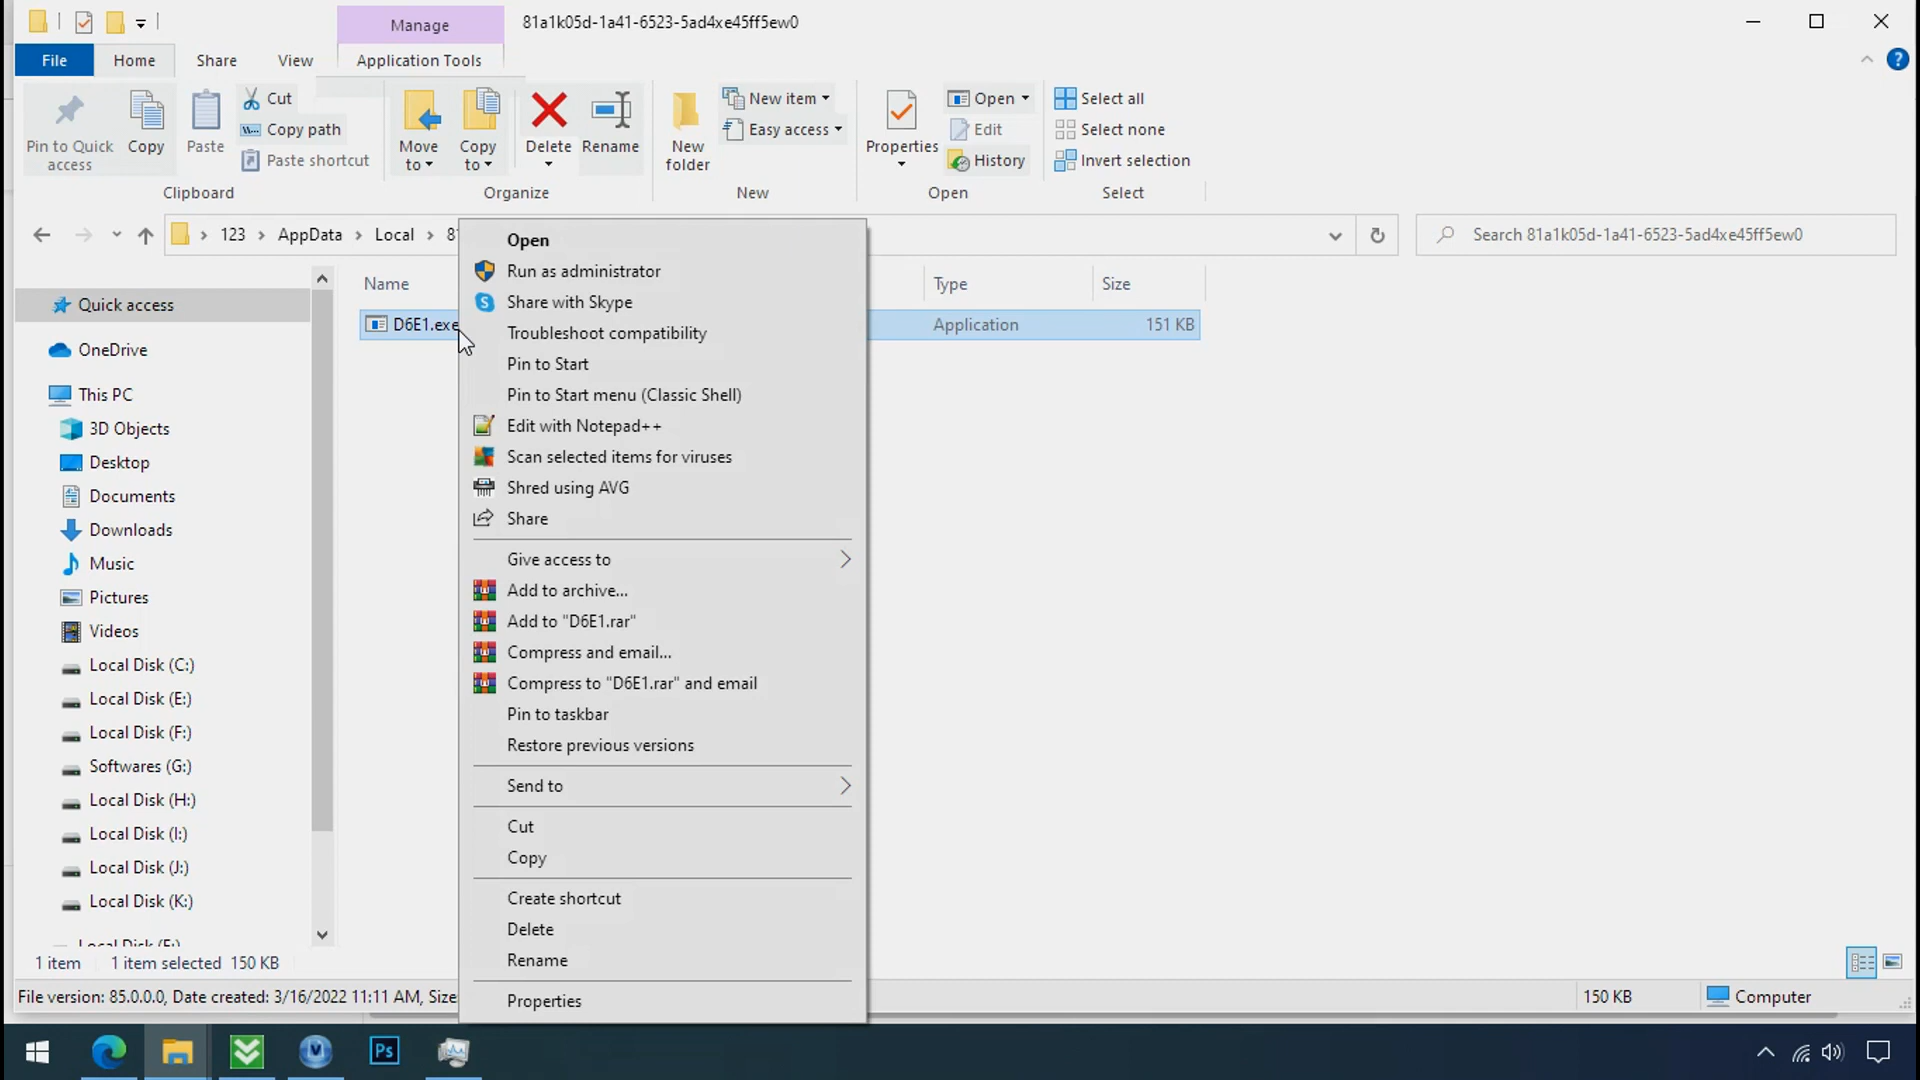 Manage
81a1k05d-1a41-6523-5ad4xe45ff5ew0
File
Home
Share
View
Application Tools
Pin to Quick
access
Copy
Paste
Cut
Copy path
Paste shortcut
Move
to
Copy
to
Delete
Rename
New
folder
New item
Easy access
Properties
Open
Edit
History
Select all
Select none
Invert selection
Clipboard
Organize
New
Open
Select
123
AppData
Local
Search 81a1k05d-1a41-6523-5ad4xe45ff5ew0
Name
Type
Size
D6E1.exe
Application
151 KB
Quick access
OneDrive
This PC
3D Objects
Desktop
Documents
Downloads
Music
Pictures
Videos
Local Disk (C:)
Local Disk (E:)
Local Disk (F:)
Softwares (G:)
Local Disk (H:)
Local Disk (I:)
Local Disk (J:)
Local Disk (K:)
Open
Run as administrator
Share with Skype
Troubleshoot compatibility
Pin to Start
Pin to Start menu (Classic Shell)
Edit with Notepad++
Scan selected items for viruses
Shred using AVG
Share
Give access to
Add to archive...
Add to "D6E1.rar"
Compress and email...
Compress to "D6E1.rar" and email
Pin to taskbar
Restore previous versions
Send to
Cut
Copy
Create shortcut
Delete
Rename
Properties
1 item
1 item selected 150 KB
File version: 85.0.0.0, Date created: 3/16/2022 11:11 AM, Size
150 KB
Computer
Ps